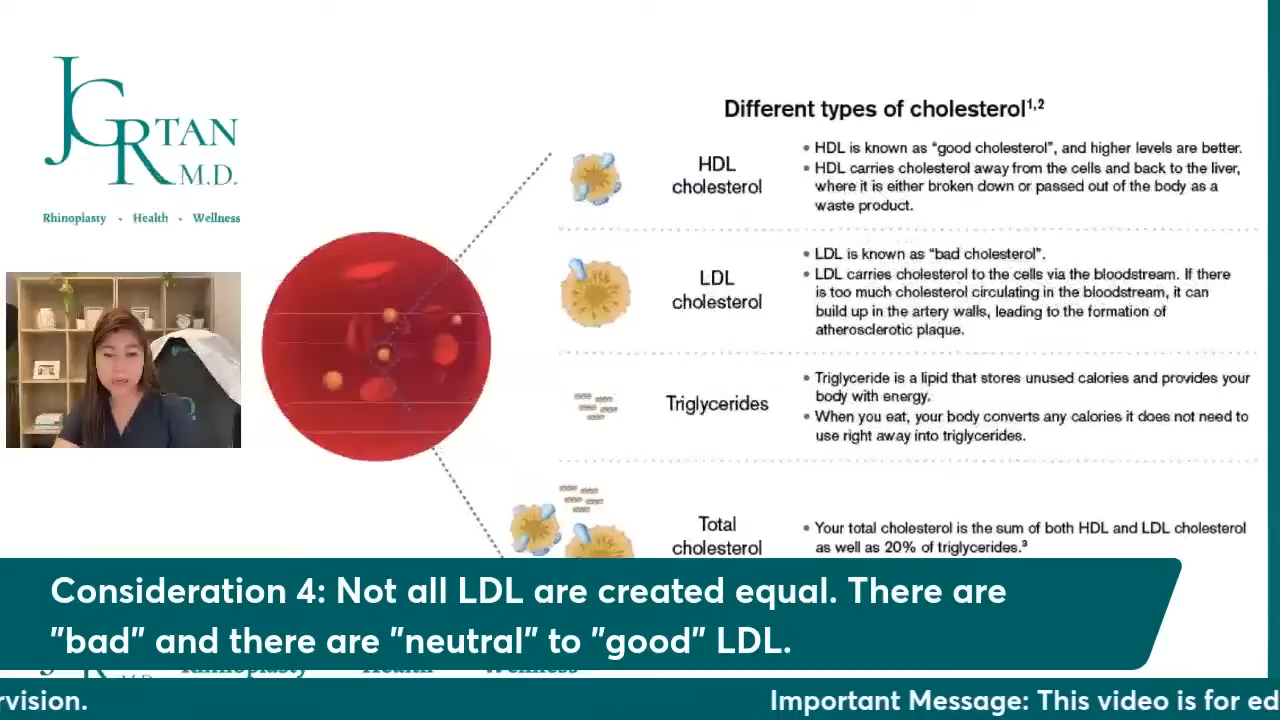 JGRTAN
M.D.
Rhinoplasty • Health • Wellness
Different types of cholesterol¹,²
HDL
cholesterol
• HDL is known as “good cholesterol”, and higher levels are better.
• HDL carries cholesterol away from the cells and back to the liver,
where it is either broken down or passed out of the body as a
waste product.
LDL
cholesterol
• LDL is known as “bad cholesterol”.
• LDL carries cholesterol to the cells via the bloodstream. If there
is too much cholesterol circulating in the bloodstream, it can
build up in the artery walls, leading to the formation of
atherosclerotic plaque.
Triglycerides
• Triglyceride is a lipid that stores unused calories and provides your
body with energy.
• When you eat, your body converts any calories it does not need to
use right away into triglycerides.
Total
cholesterol
• Your total cholesterol is the sum of both HDL and LDL cholesterol
as well as 20% of triglycerides.³
Consideration 4: Not all LDL are created equal. There are
"bad" and there are "neutral" to "good" LDL.
M.D. Rhinoplasty Health Wellness
rvision. Important Message: This video is for ed